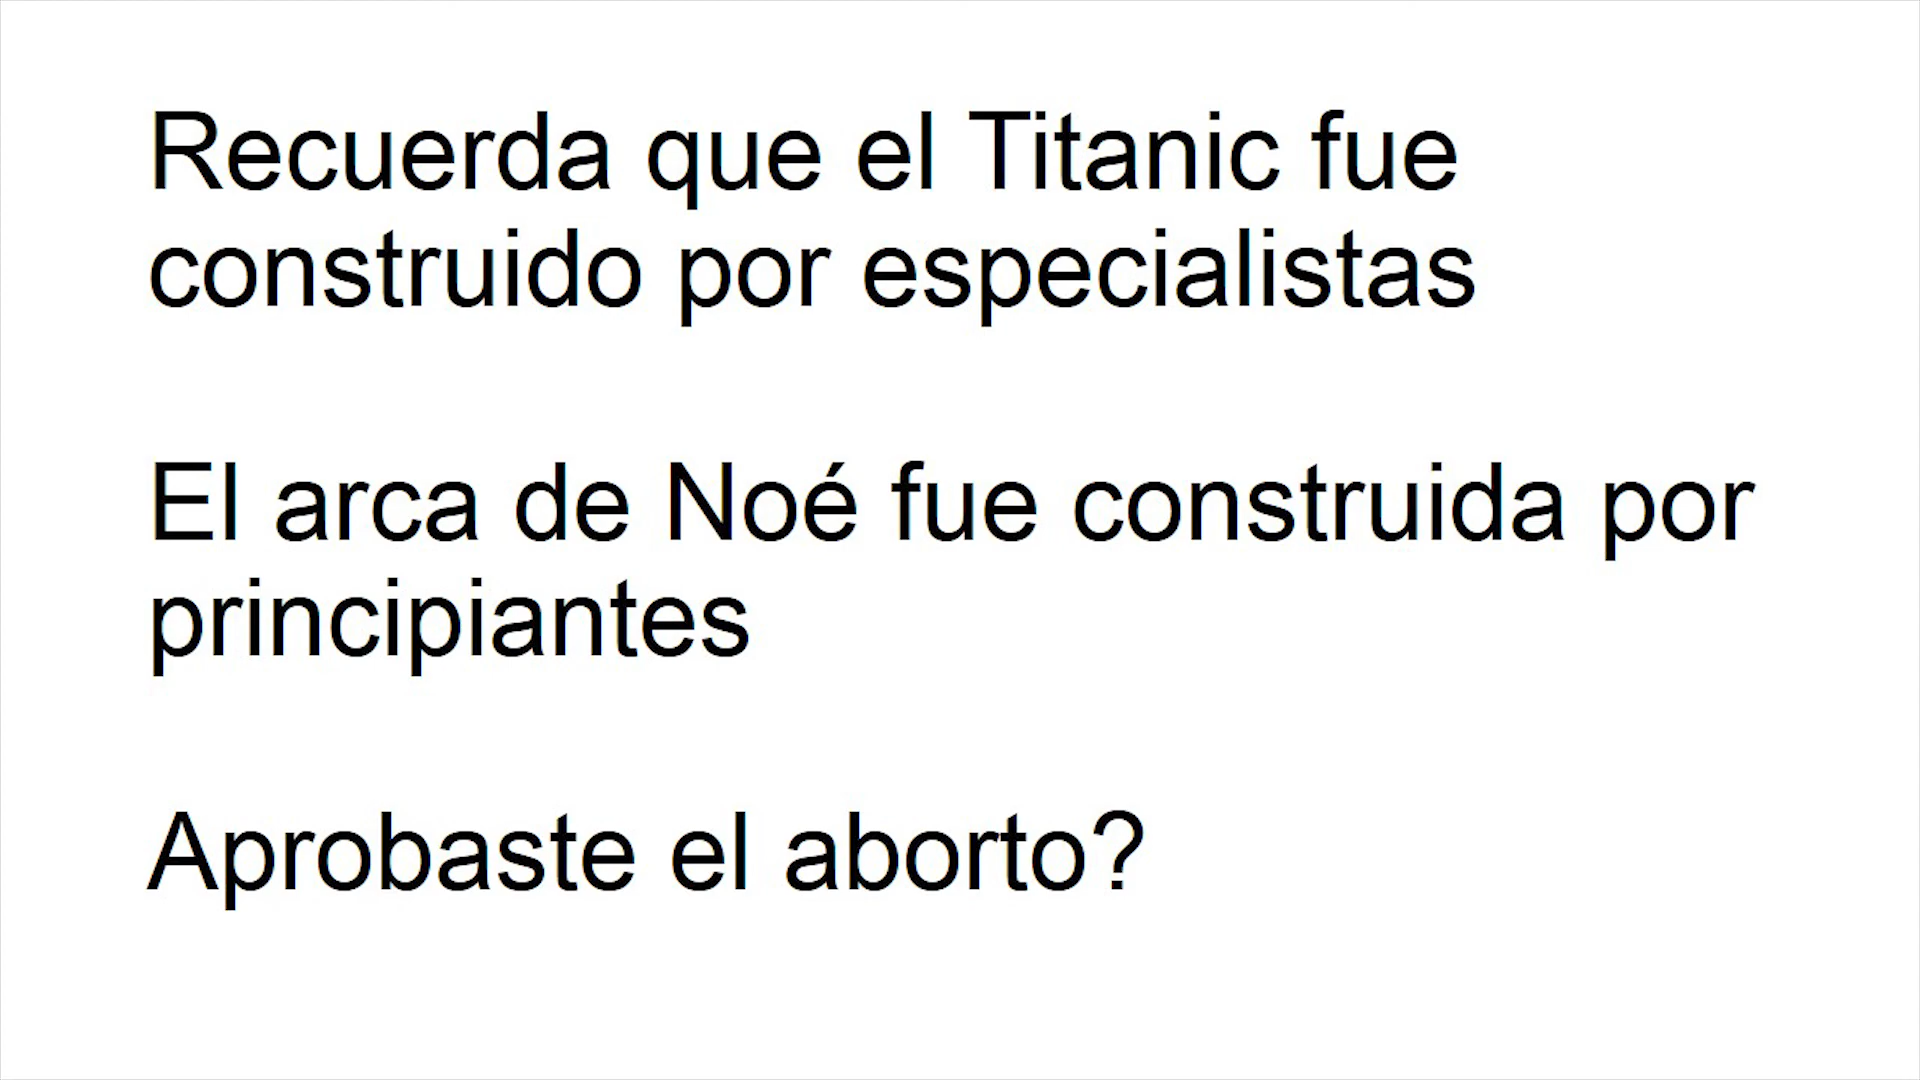 Recuerda que el Titanic fue
construido por especialistas
El arca de Noé fue construida por
principiantes
Aprobaste el aborto?